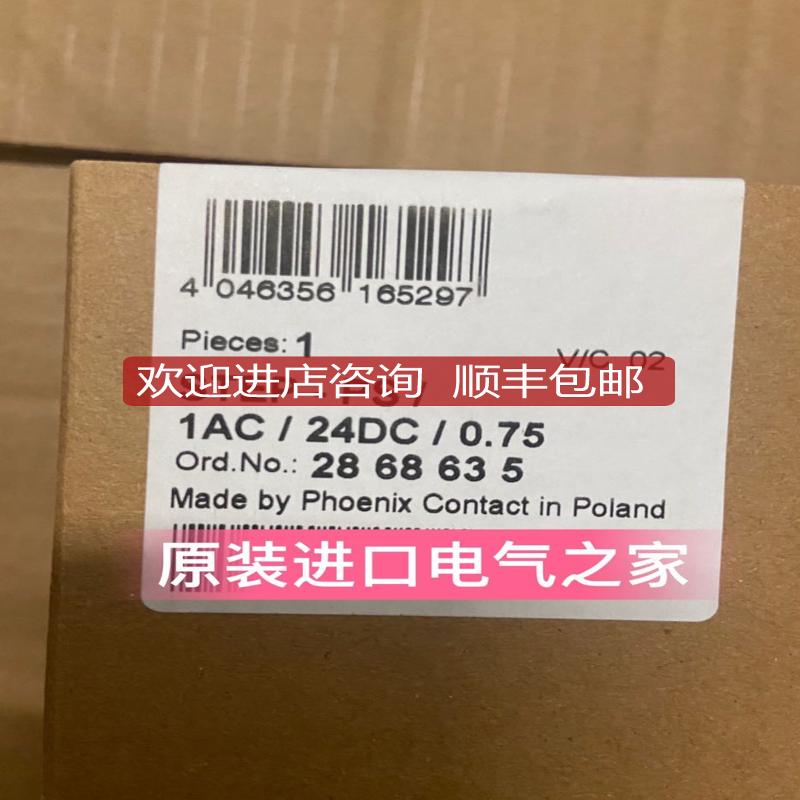 4 046356 165297
Pieces: 1
V/C 02
欢迎进店咨询 顺丰包邮
1AC / 24DC / 0.75
Ord.No.: 28 68 63 5
Made by Phoenix Contact in Poland
原装进口电气之家